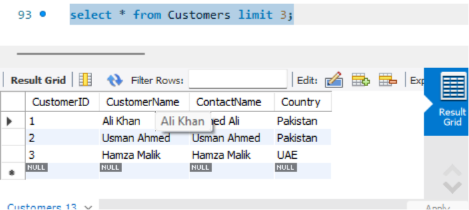 93 select * from Customers limit 3;
Result Grid Filter Rows: Edit: Exp
CustomerID CustomerName ContactName Country
1 Ali Khan Ali Khan ed Ali Pakistan
2 Usman Ahmed Usman Ahmed Pakistan
3 Hamza Malik Hamza Malik UAE
NULL NULL NULL NULL
Result
Grid
Customers 13 Apply